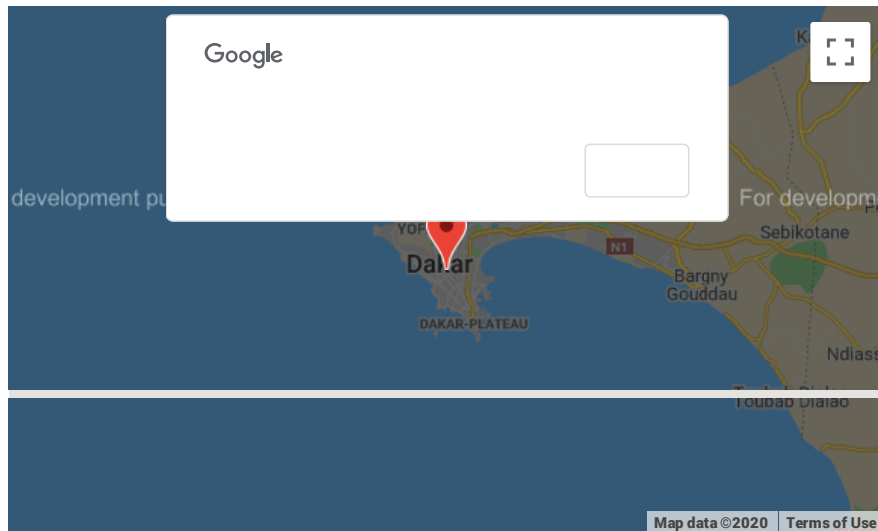 Google
development pu
For developm
Sebikotane
YOF
N1
Dakar
Bargny
Gouddau
DAKAR-PLATEAU
Ndiass
Toubab Dialao
Map data ©2020
Terms of Use